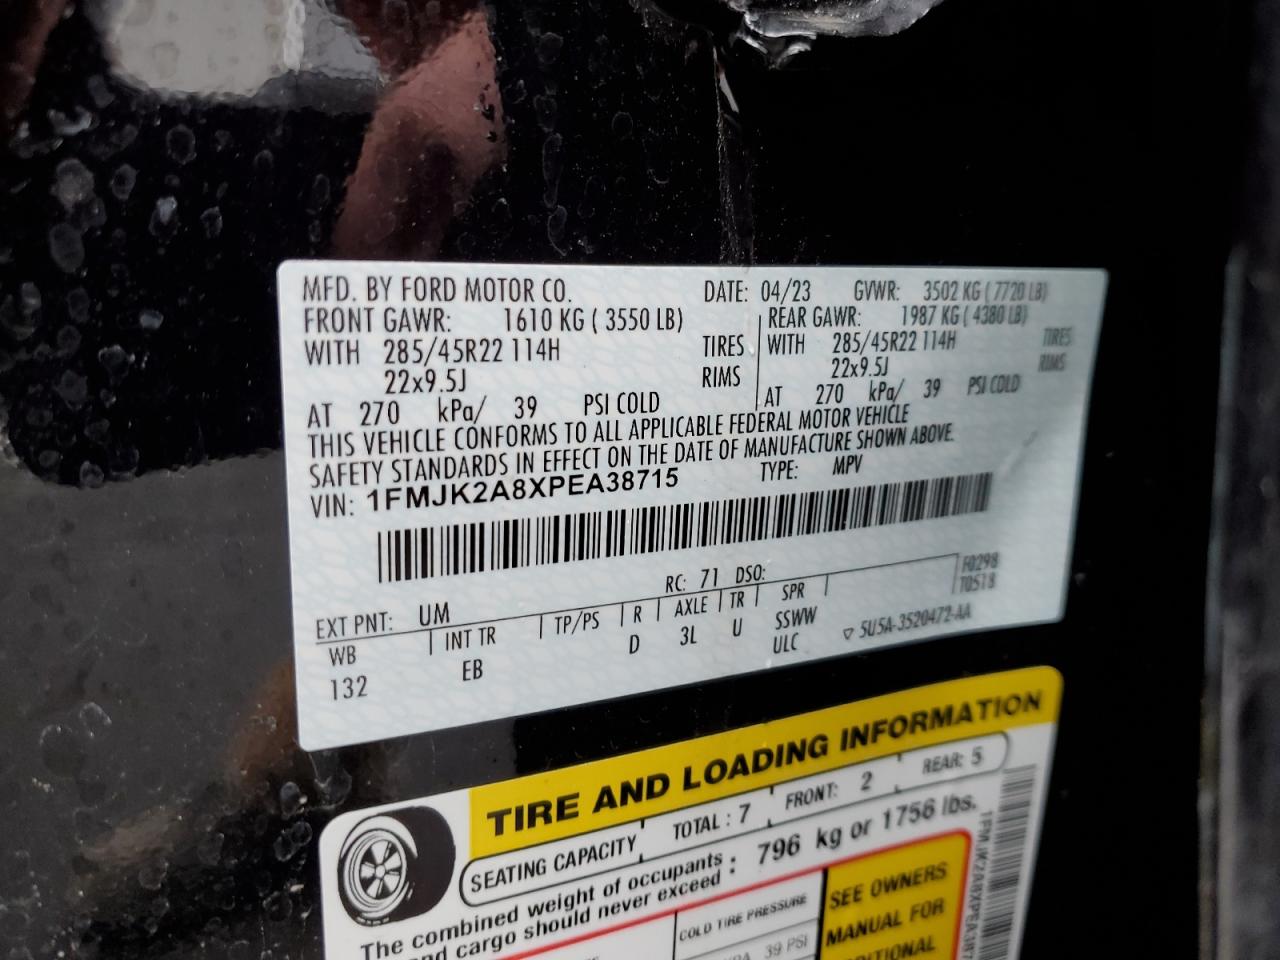 MFD. BY FORD MOTOR CO. DATE: 04/23 GVWR: 3502 KG ( 7720 LB)
FRONT GAWR: 1610 KG ( 3550 LB) REAR GAWR: 1987 KG ( 4380 LB)
WITH 285/45R22 114H TIRES WITH 285/45R22 114H TIRES
22x9.5J RIMS 22x9.5J RIMS
AT 270 kPa/ 39 PSI COLD AT 270 kPa/ 39 PSI COLD
THIS VEHICLE CONFORMS TO ALL APPLICABLE FEDERAL MOTOR VEHICLE
SAFETY STANDARDS IN EFFECT ON THE DATE OF MANUFACTURE SHOWN ABOVE.
VIN: 1FMJK2A8XPEA38715 TYPE: MPV
EXT PNT: UM RC: 71 DSO: F0298
T0518
WB INT TR TP/PS R AXLE TR SPR
132 EB D 3L U SSWW
ULC ▽ 5U5A-3520472-AA
TIRE AND LOADING INFORMATION
SEATING CAPACITY TOTAL : 7 FRONT: 2 REAR: 5
The combined weight of occupants
and cargo should never exceed : 796 kg or 1756 lbs.
COLD TIRE PRESSURE
39 PSI
SEE OWNERS
MANUAL FOR